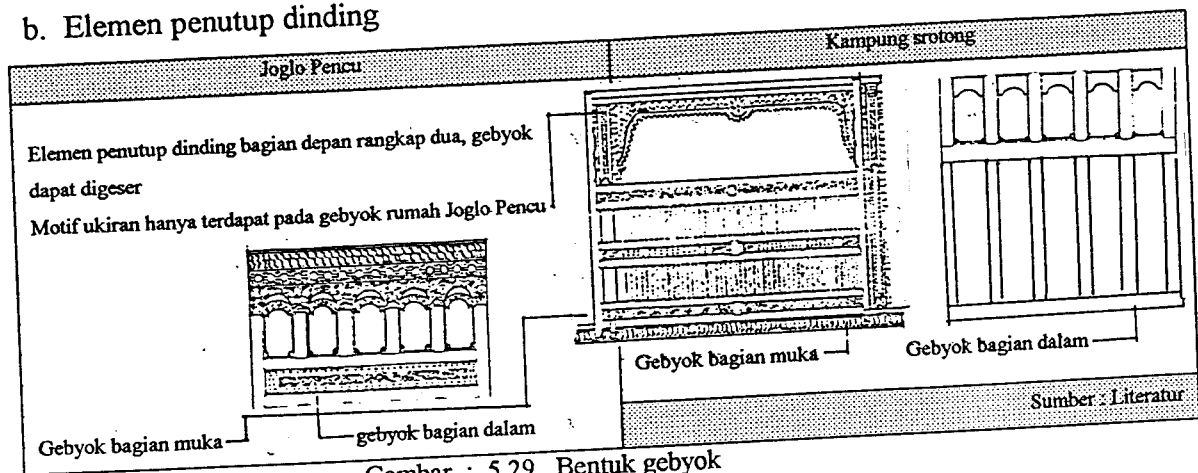 b. Elemen penutup dinding
Joglo Pencu
Kampung srotong
Elemen penutup dinding bagian depan rangkap dua, gebyok
dapat digeser
Motif ukiran hanya terdapat pada gebyok rumah Joglo Pencu
Gebyok bagian muka
gebyok bagian dalam
Gebyok bagian muka
Gebyok bagian dalam
Sumber : Literatur
Gambar : 5.29 Bentuk gebyok